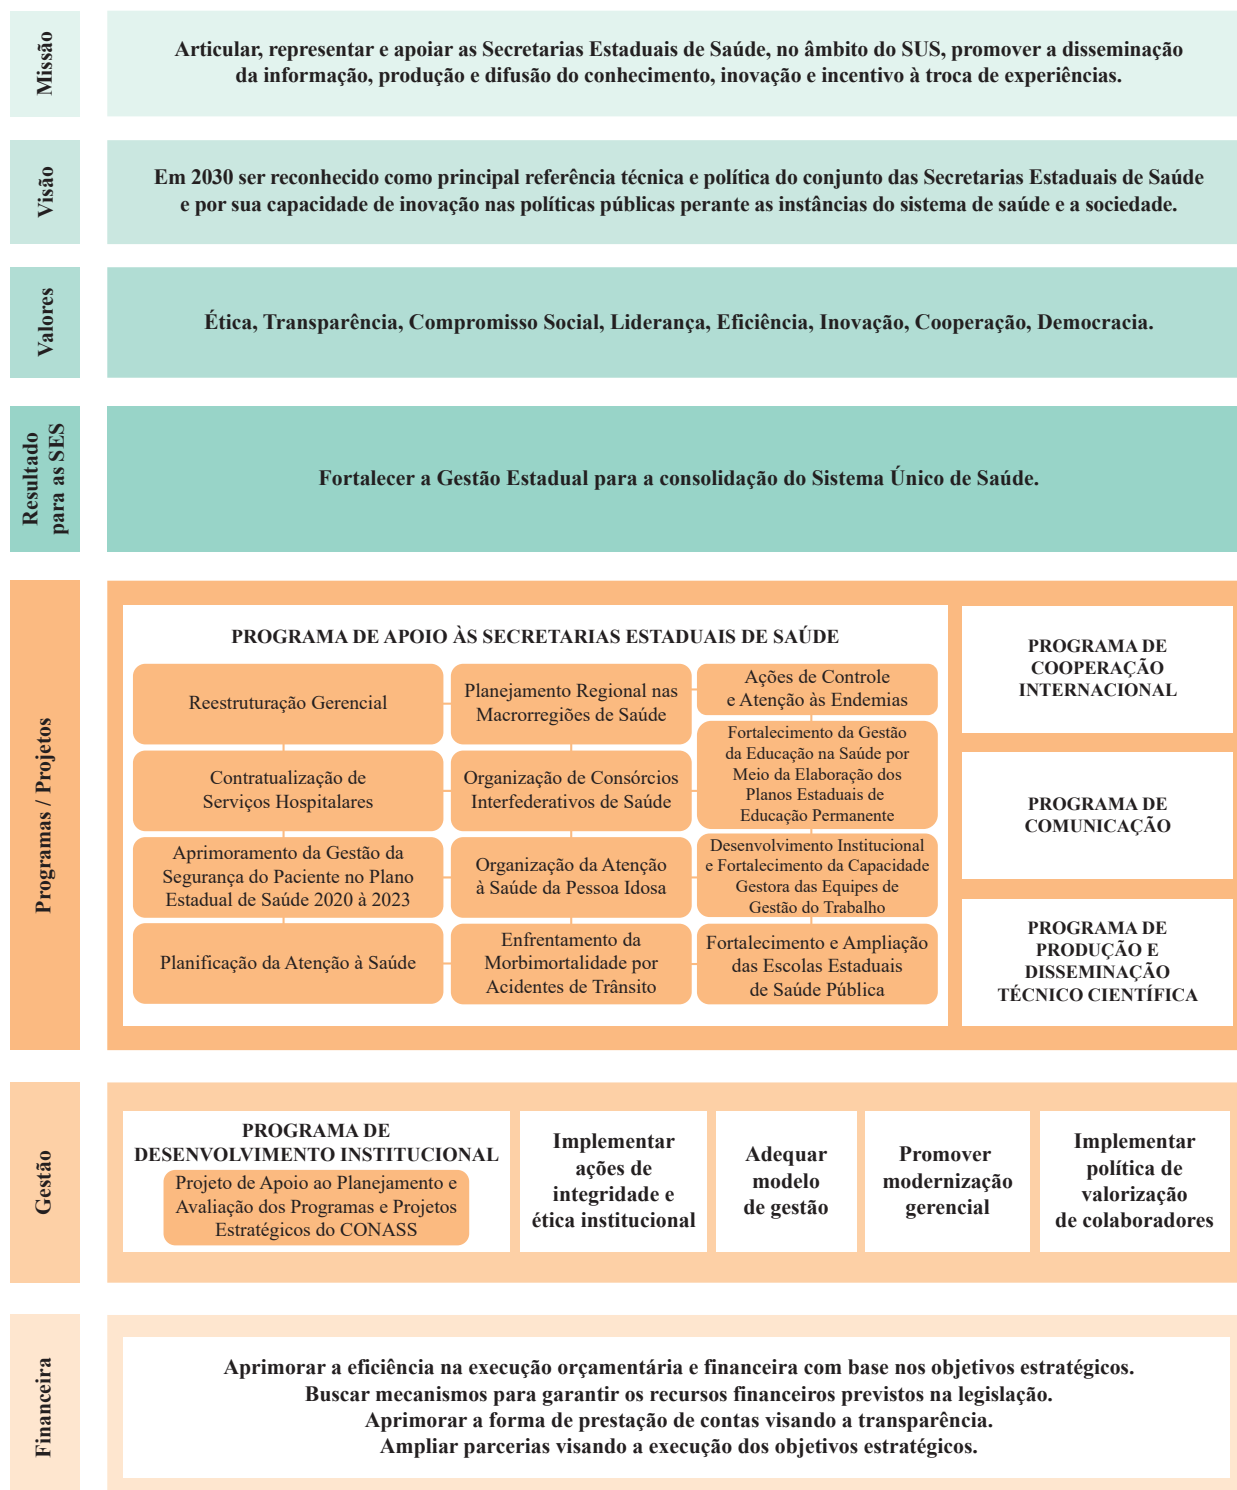 Missão
Articular, representar e apoiar as Secretarias Estaduais de Saúde, no âmbito do SUS, promover a disseminação
da informação, produção e difusão do conhecimento, inovação e incentivo à troca de experiências.
Visão
Em 2030 ser reconhecido como principal referência técnica e política do conjunto das Secretarias Estaduais de Saúde
e por sua capacidade de inovação nas políticas públicas perante as instâncias do sistema de saúde e a sociedade.
Valores
Ética, Transparência, Compromisso Social, Liderança, Eficiência, Inovação, Cooperação, Democracia.
Resultado
para as SES
Fortalecer a Gestão Estadual para a consolidação do Sistema Único de Saúde.
Programas / Projetos
PROGRAMA DE APOIO ÀS SECRETARIAS ESTADUAIS DE SAÚDE
Reestruturação Gerencial
Contratualização de
Serviços Hospitalares
Aprimoramento da Gestão da
Segurança do Paciente no Plano
Estadual de Saúde 2020 à 2023
Planificação da Atenção à Saúde
Planejamento Regional nas
Macrorregiões de Saúde
Organização de Consórcios
Interfederativos de Saúde
Organização da Atenção
à Saúde da Pessoa Idosa
Enfrentamento da
Morbimortalidade por
Acidentes de Trânsito
Ações de Controle
e Atenção às Endemias
Fortalecimento da Gestão
da Educação na Saúde por
Meio da Elaboração dos
Planos Estaduais de
Educação Permanente
Desenvolvimento Institucional
e Fortalecimento da Capacidade
Gestora das Equipes de
Gestão do Trabalho
Fortalecimento e Ampliação
das Escolas Estaduais
de Saúde Pública
PROGRAMA DE
COOPERAÇÃO
INTERNACIONAL
PROGRAMA DE
COMUNICAÇÃO
PROGRAMA DE
PRODUÇÃO E
DISSEMINAÇÃO
TÉCNICO CIENTÍFICA
Gestão
PROGRAMA DE
DESENVOLVIMENTO INSTITUCIONAL
Projeto de Apoio ao Planejamento e
Avaliação dos Programas e Projetos
Estratégicos do CONASS
Implementar
ações de
integridade e
ética institucional
Adequar
modelo
de gestão
Promover
modernização
gerencial
Implementar
política de
valorização
de colaboradores
Financeira
Aprimorar a eficiência na execução orçamentária e financeira com base nos objetivos estratégicos.
Buscar mecanismos para garantir os recursos financeiros previstos na legislação.
Aprimorar a forma de prestação de contas visando a transparência.
Ampliar parcerias visando a execução dos objetivos estratégicos.